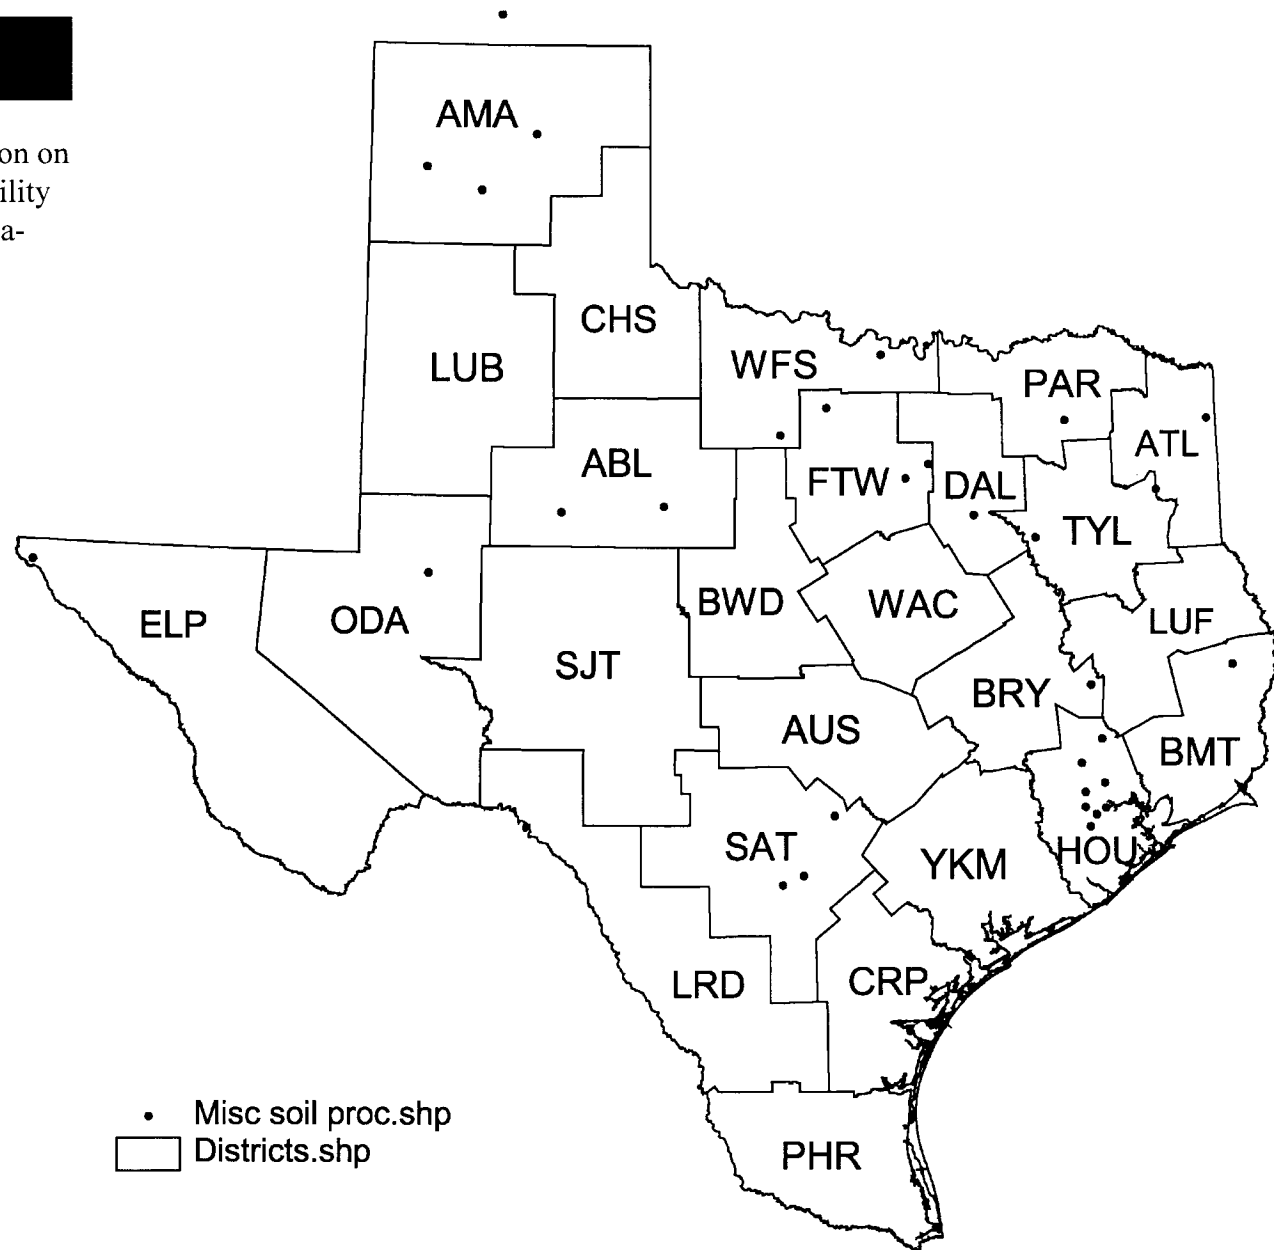 on on
ility
a-
AMA
CHS
LUB
WFS
PAR
ATL
ABL
FTW
DAL
TYL
ELP
ODA
BWD
WAC
LUF
SJT
BRY
AUS
BMT
SAT
YKM
HOU
LRD
CRP
PHR
Misc soil proc.shp
Districts.shp